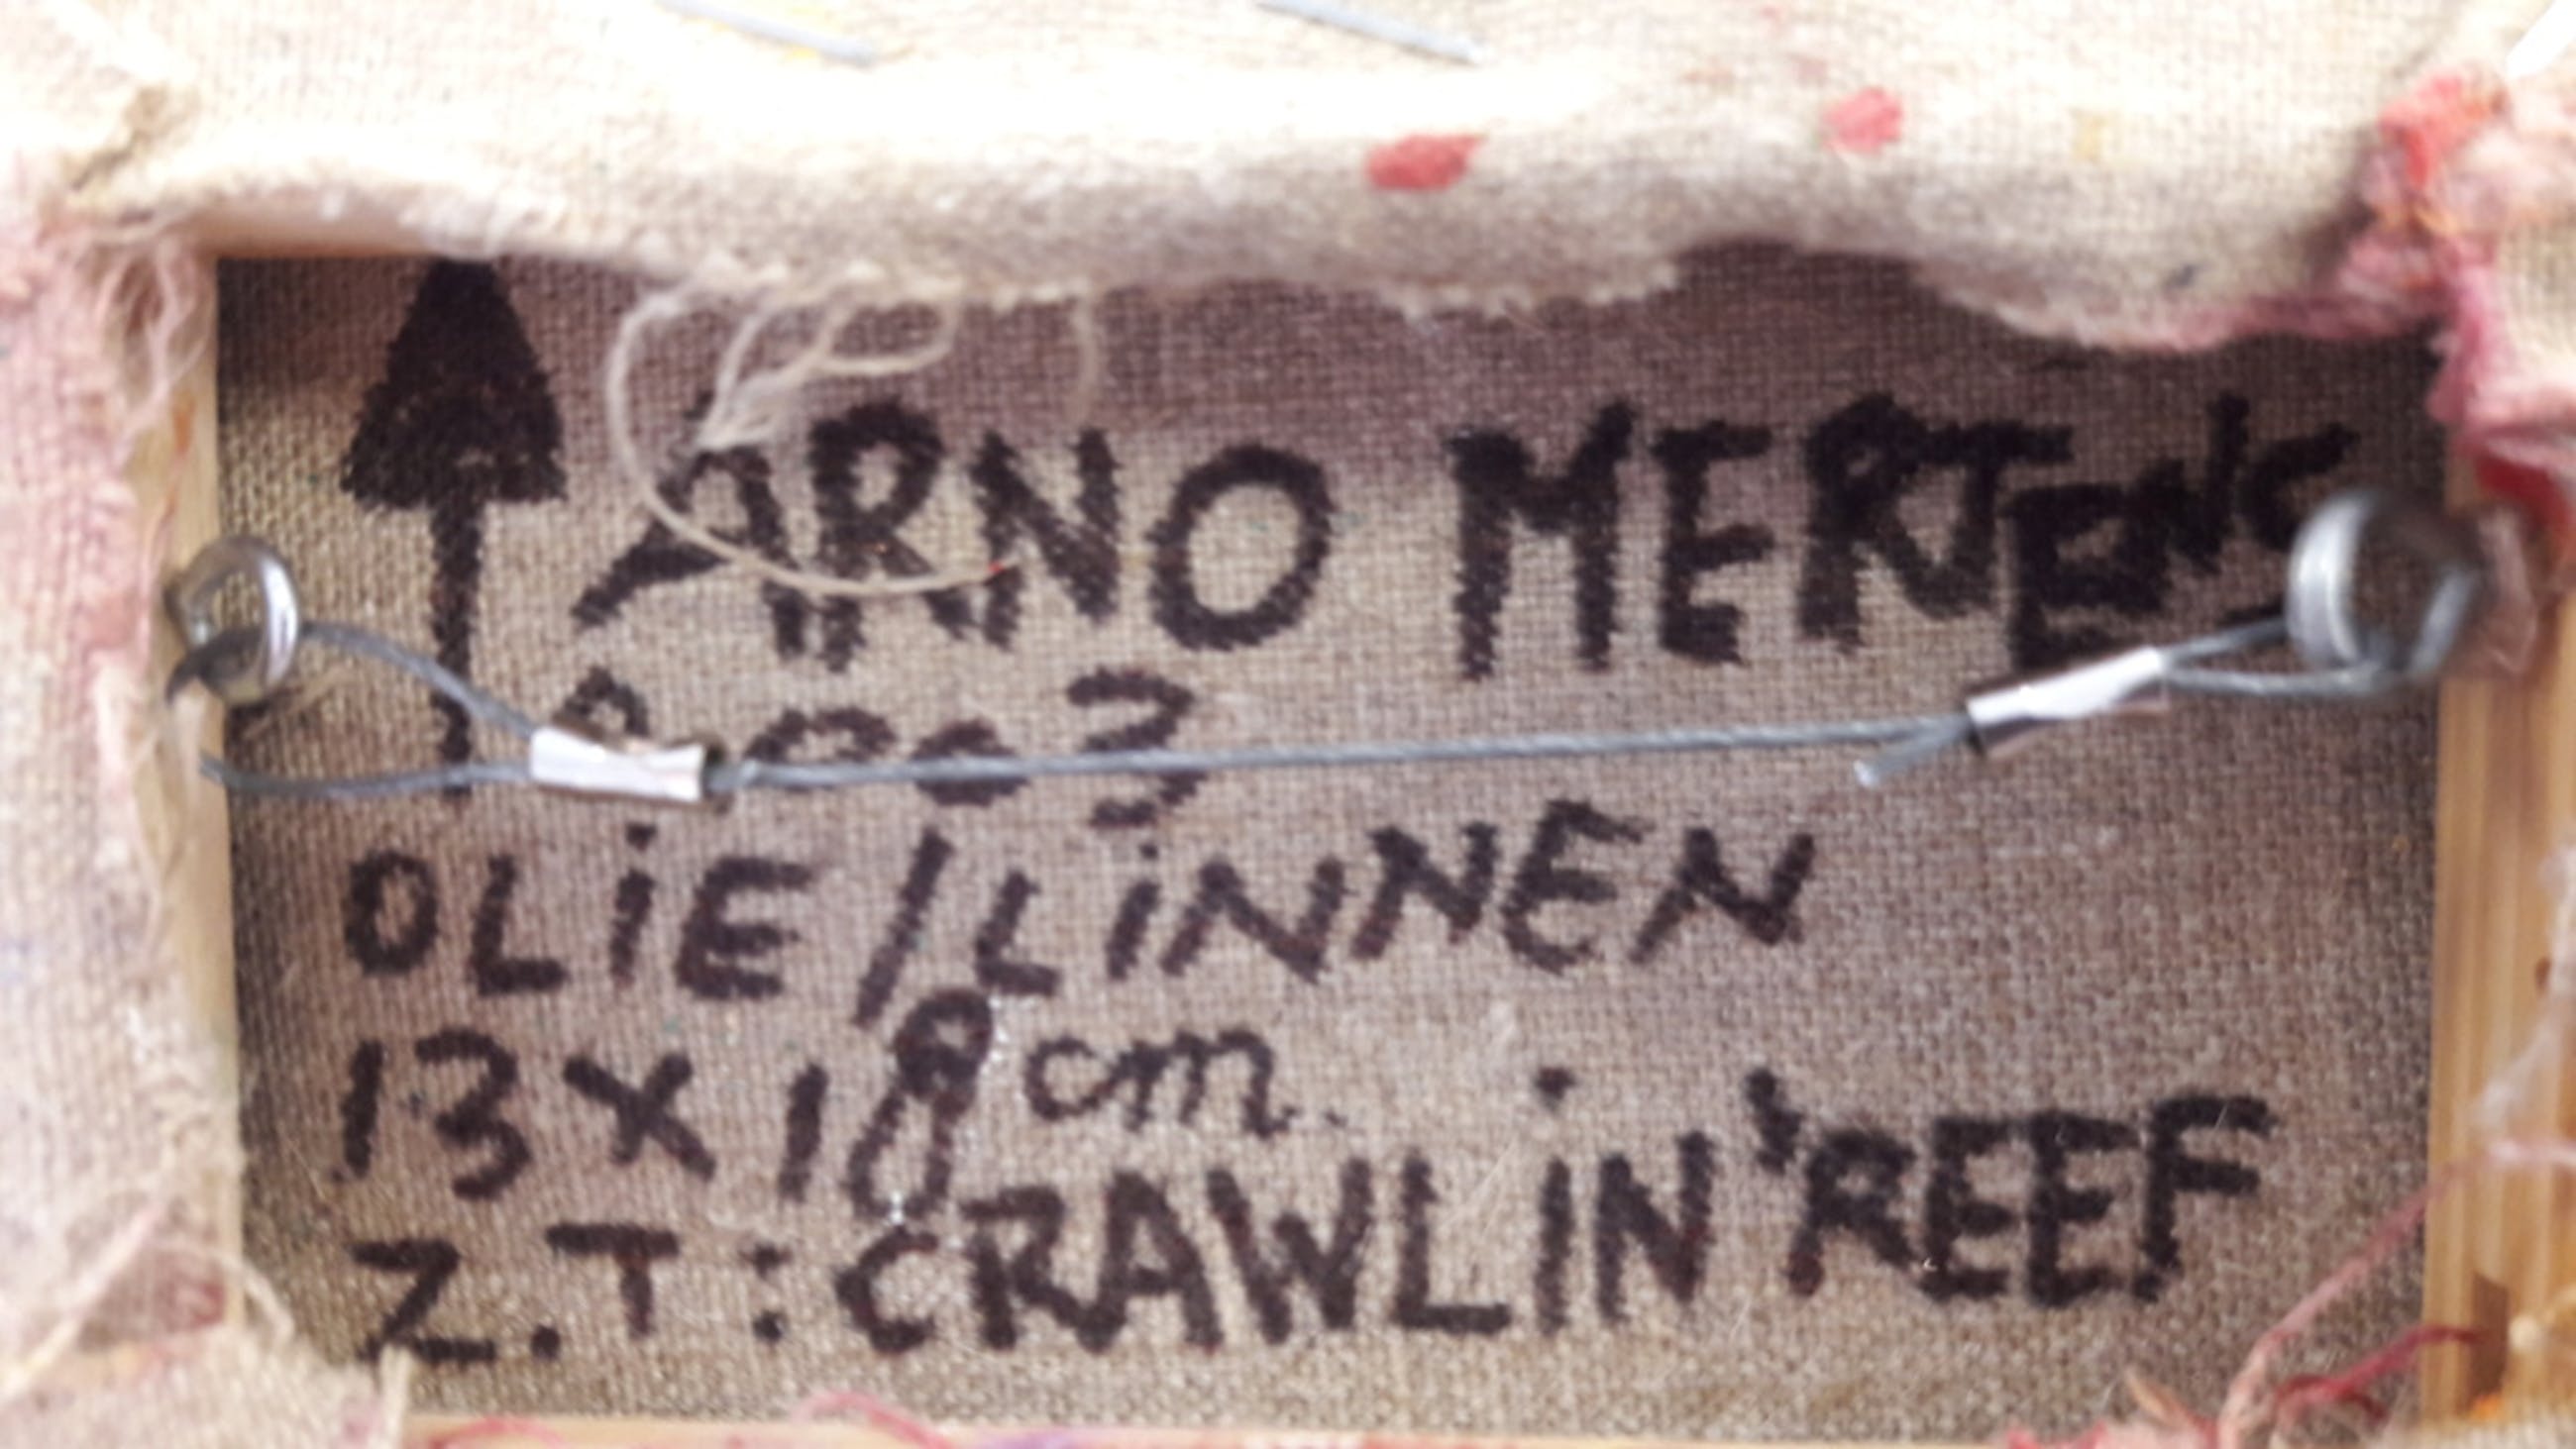 ARNO MERTENS
2003
OLiE/LiNNEN
13 x 18 cm.
Z.T: CRAWLiN 'REEF